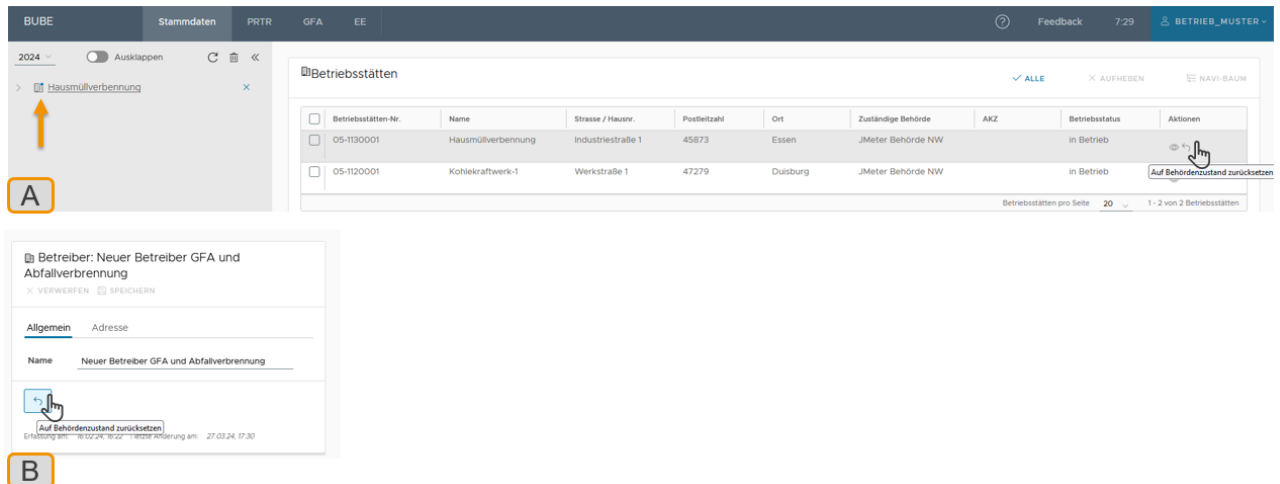 BUBE Stammdaten PRTR GFA EE Feedback 7:29 BETRIEB_MUSTER
2024 Ausklappen
Hausmüllverbennung
A
Betriebsstätten
ALLE AUFHEBEN NAVI-BAUM
Betriebsstätten-Nr. Name Strasse / Hausnr. Postleitzahl Ort Zuständige Behörde AKZ Betriebsstatus Aktionen
05-1130001 Hausmüllverbennung Industriestraße 1 45873 Essen JMeter Behörde NW in Betrieb
05-1120001 Kohlekraftwerk-1 Werkstraße 1 47279 Duisburg JMeter Behörde NW in Betrieb
Auf Behördenzustand zurücksetzen
Betriebsstätten pro Seite 20 1 - 2 von 2 Betriebsstätten
Betreiber: Neuer Betreiber GFA und
Abfallverbrennung
VERWERFEN SPEICHERN
Allgemein Adresse
Name Neuer Betreiber GFA und Abfallverbrennung
Auf Behördenzustand zurücksetzen
Erfassung am: 16.02.24, 16:22 letzte Änderung am: 27.03.24, 17:30
B